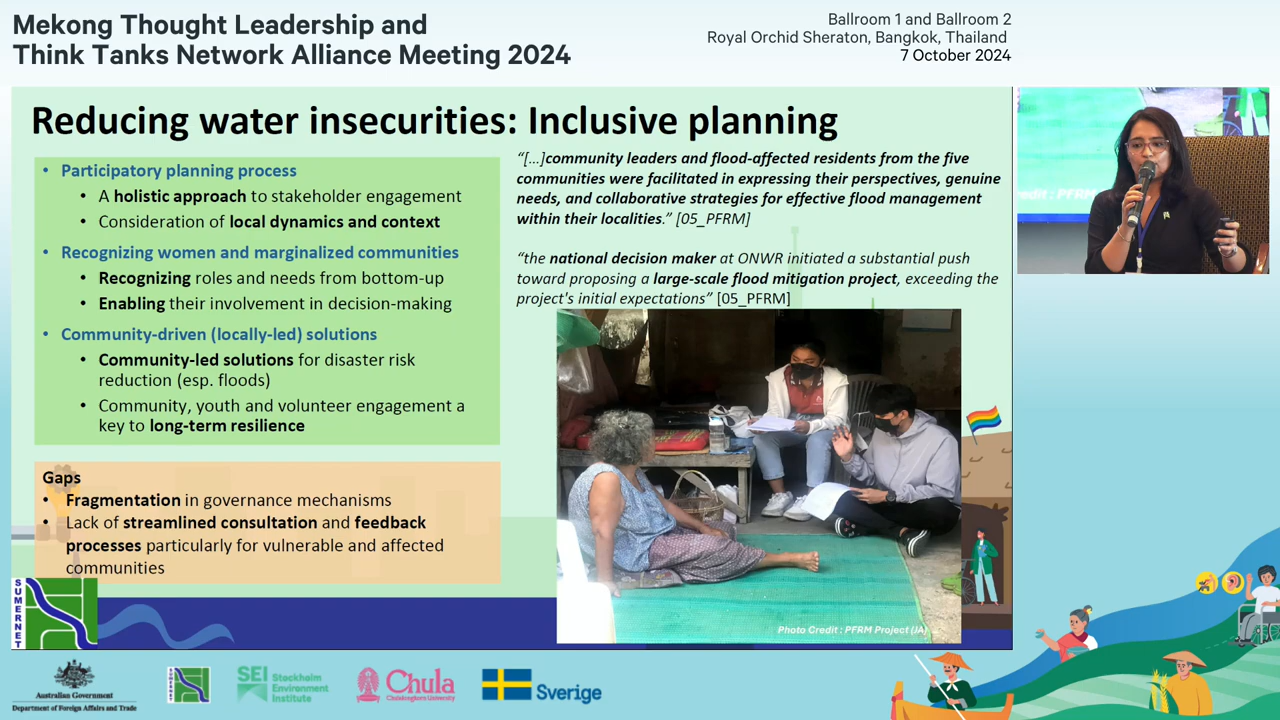 Mekong Thought Leadership and
Think Tanks Network Alliance Meeting 2024
Ballroom 1 and Ballroom 2
Royal Orchid Sheraton, Bangkok, Thailand
7 October 2024
Reducing water insecurities: Inclusive planning
• Participatory planning process
• A holistic approach to stakeholder engagement
• Consideration of local dynamics and context
• Recognizing women and marginalized communities
• Recognizing roles and needs from bottom-up
• Enabling their involvement in decision-making
• Community-driven (locally-led) solutions
• Community-led solutions for disaster risk
reduction (esp. floods)
• Community, youth and volunteer engagement a
key to long-term resilience
Gaps
• Fragmentation in governance mechanisms
• Lack of streamlined consultation and feedback
processes particularly for vulnerable and affected
communities
“[...]community leaders and flood-affected residents from the five
communities were facilitated in expressing their perspectives, genuine
needs, and collaborative strategies for effective flood management
within their localities.” [05_PFRM]
“the national decision maker at ONWR initiated a substantial push
toward proposing a large-scale flood mitigation project, exceeding the
project's initial expectations” [05_PFRM]
Photo Credit : PFRM Project (JA)
edit : PFRM
SUMERNET
Australian Government
Department of Foreign Affairs and Trade
SUMERNET
SEI Stockholm
Environment
Institute
Chula
Chulalongkorn University
Sverige